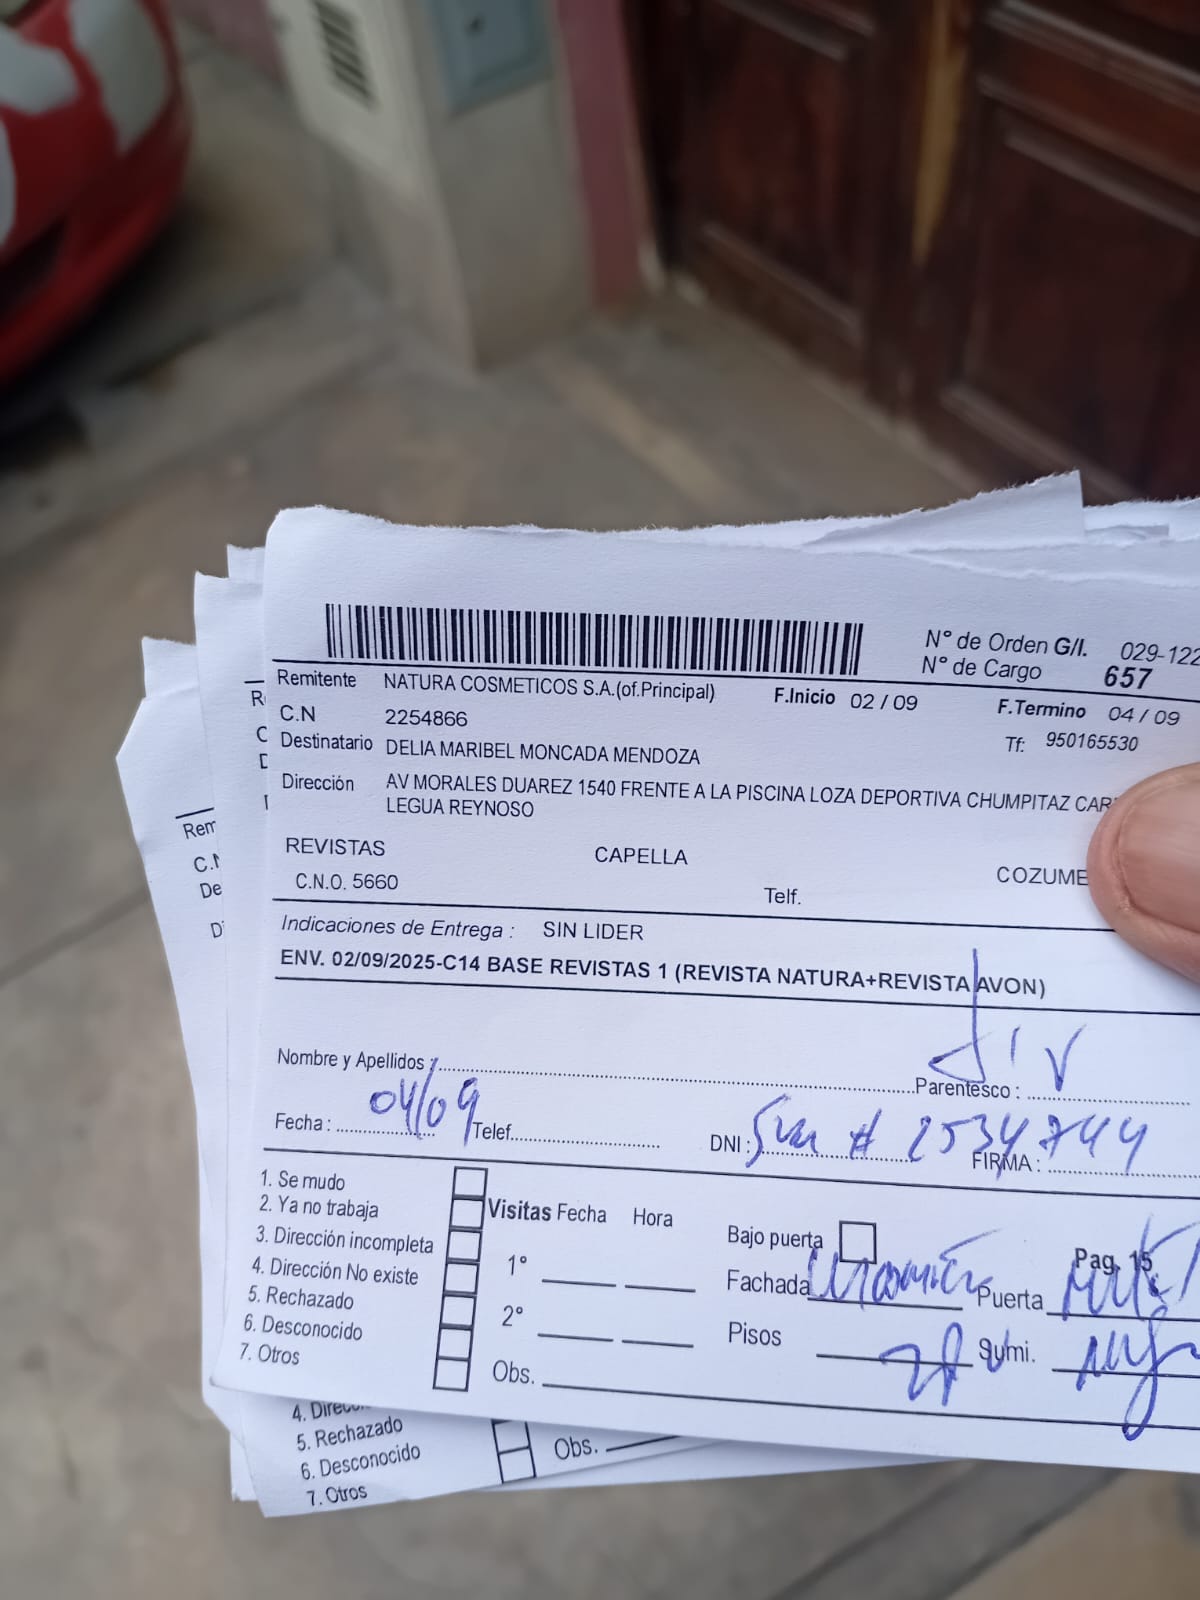 N° de Orden G/I. 029-122
N° de Cargo 657
Remitente NATURA COSMETICOS S.A.(of.Principal) F.Inicio 02 / 09 F.Termino 04 / 09
C.N 2254866 Tf: 950165530
Destinatario DELIA MARIBEL MONCADA MENDOZA
Dirección AV MORALES DUAREZ 1540 FRENTE A LA PISCINA LOZA DEPORTIVA CHUMPITAZ CAR
LEGUA REYNOSO
REVISTAS CAPELLA COZUME
C.N.O. 5660 Telf.
Indicaciones de Entrega : SIN LIDER
ENV. 02/09/2025-C14 BASE REVISTAS 1 (REVISTA NATURA+REVISTA AVON)
Nombre y Apellidos : Parentesco :
Fecha : 04/09 Telef. DNI : Sum # 2534744 FIRMA :
1. Se mudo
2. Ya no trabaja Visitas Fecha Hora Bajo puerta Pag. 15
3. Dirección incompleta 1° Fachada Puerta
4. Dirección No existe
5. Rechazado 2° Pisos Sumi.
6. Desconocido
7. Otros Obs.
Rem
C.N
De
4. Direcc
5. Rechazado
6. Desconocido Obs.
7. Otros